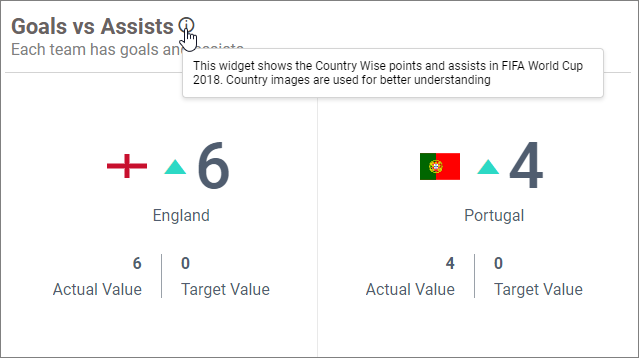 Goals vs Assists
Each team has goals and assists
This widget shows the Country Wise points and assists in FIFA World Cup
2018. Country images are used for better understanding
6
England
6
0
Actual Value
Target Value
4
Portugal
4
0
Actual Value
Target Value